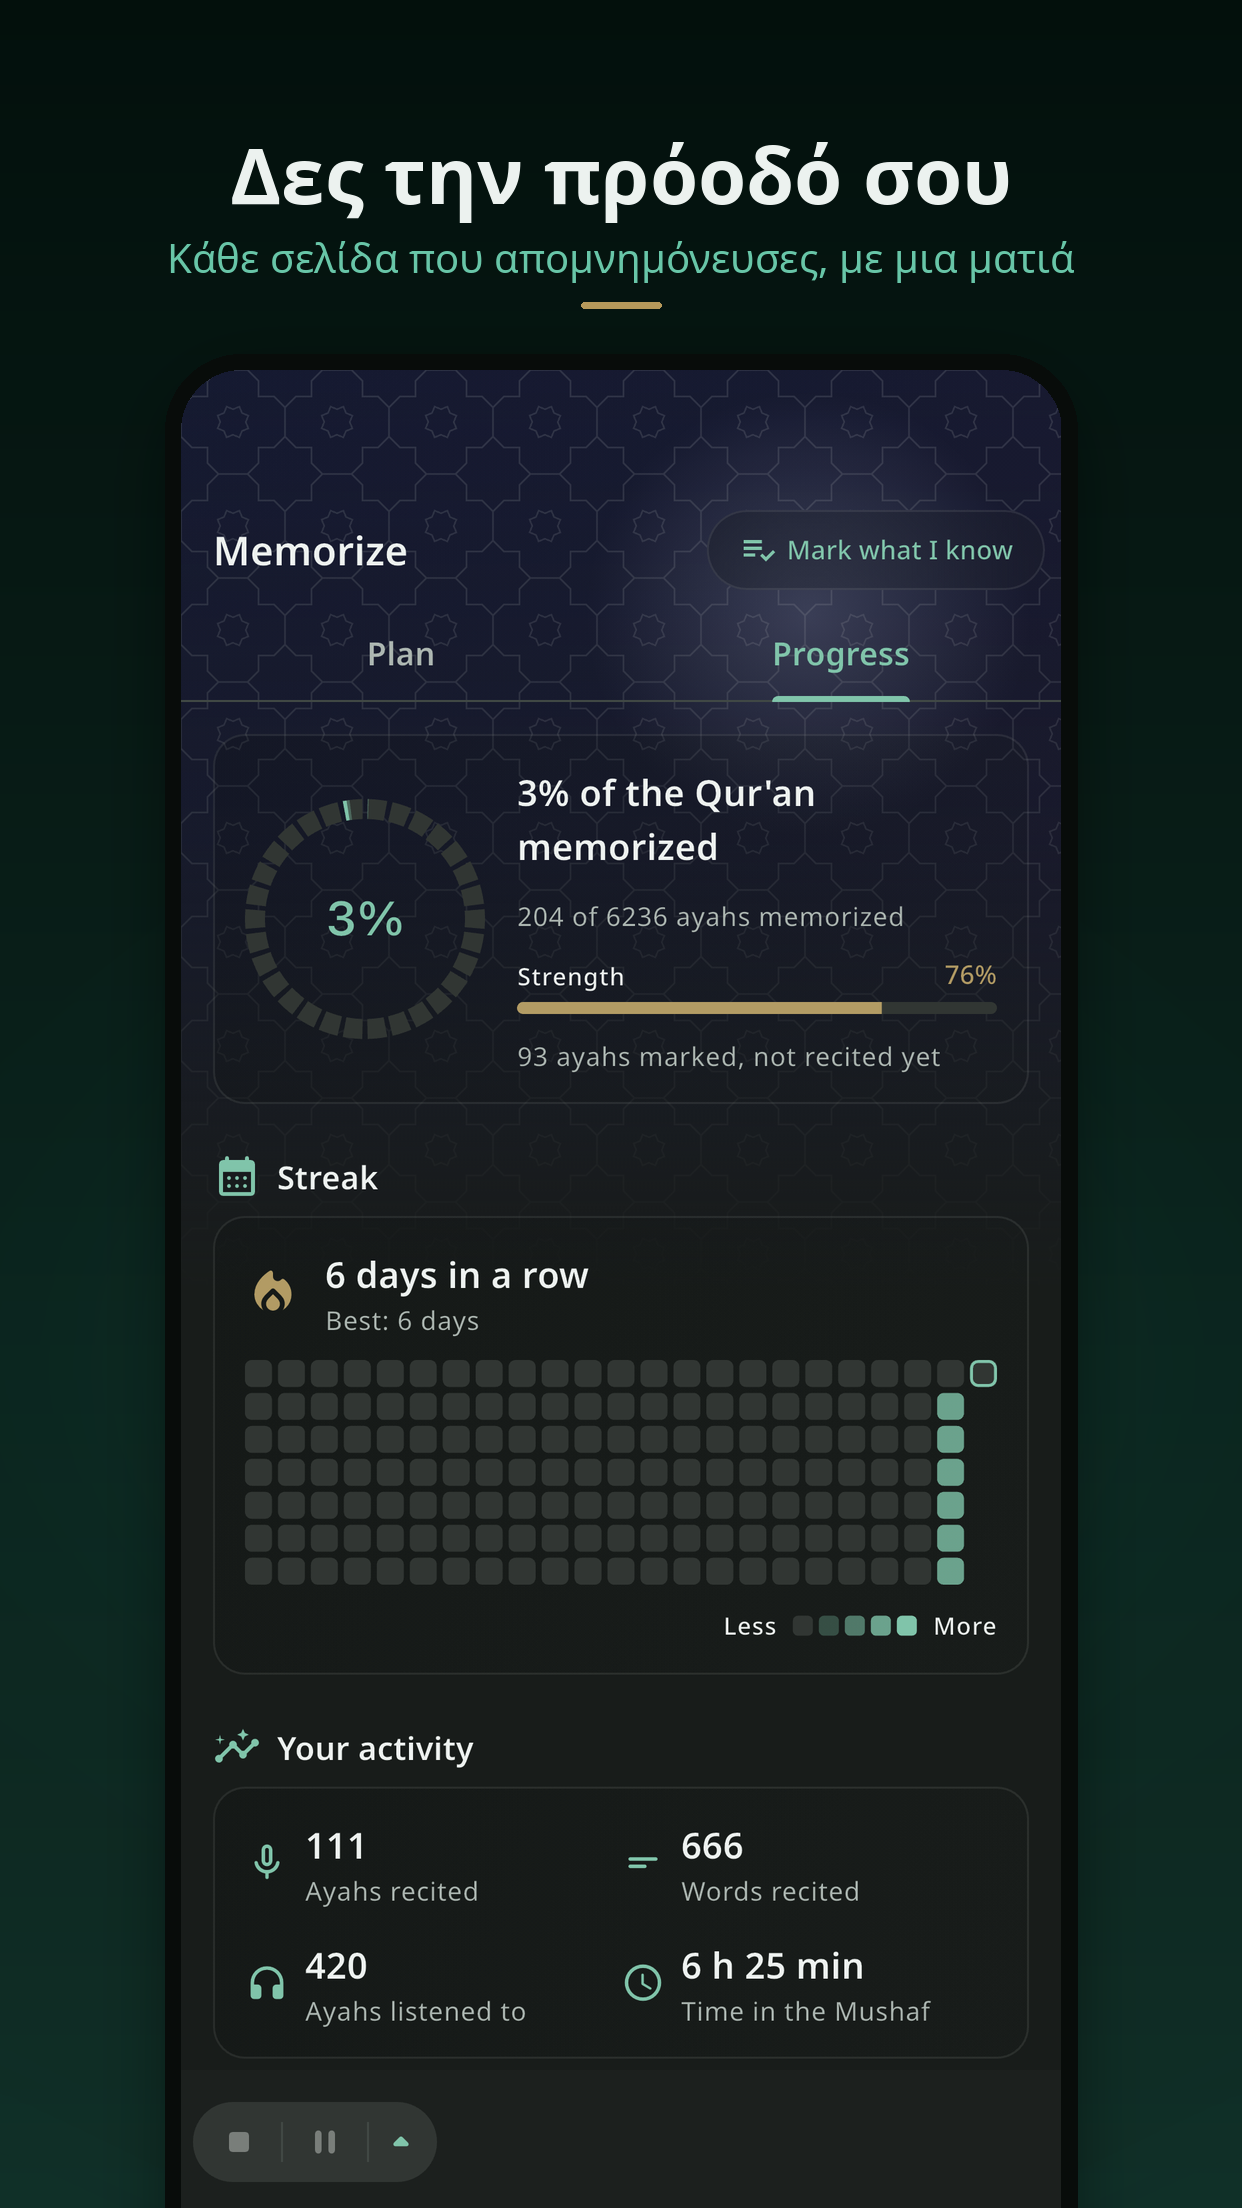 Δες την πρόοδό σου
Κάθε σελίδα που απομνημόνευσες, με μια ματιά
Memorize
Mark what I know
Plan
Progress
3%
3% of the Qur'an
memorized
204 of 6236 ayahs memorized
Strength
76%
93 ayahs marked, not recited yet
Streak
6 days in a row
Best: 6 days
Less
More
Your activity
111
Ayahs recited
666
Words recited
420
Ayahs listened to
6 h 25 min
Time in the Mushaf